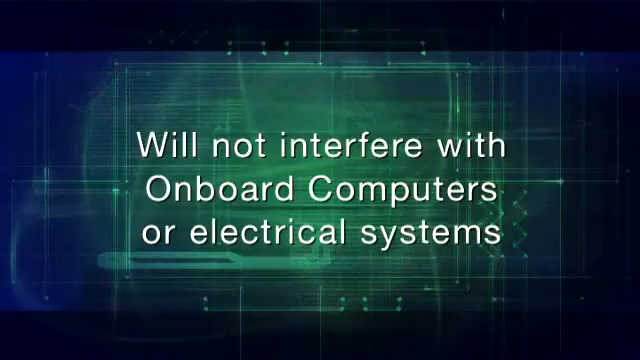 Will not interfere with
Onboard Computers
or electrical systems